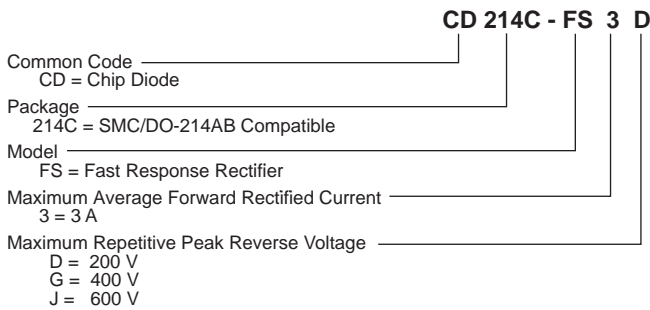 CD 214C - FS 3 D
Common Code
CD = Chip Diode
Package
214C = SMC/DO-214AB Compatible
Model
FS = Fast Response Rectifier
Maximum Average Forward Rectified Current
3 = 3 A
Maximum Repetitive Peak Reverse Voltage
D = 200 V
G = 400 V
J = 600 V